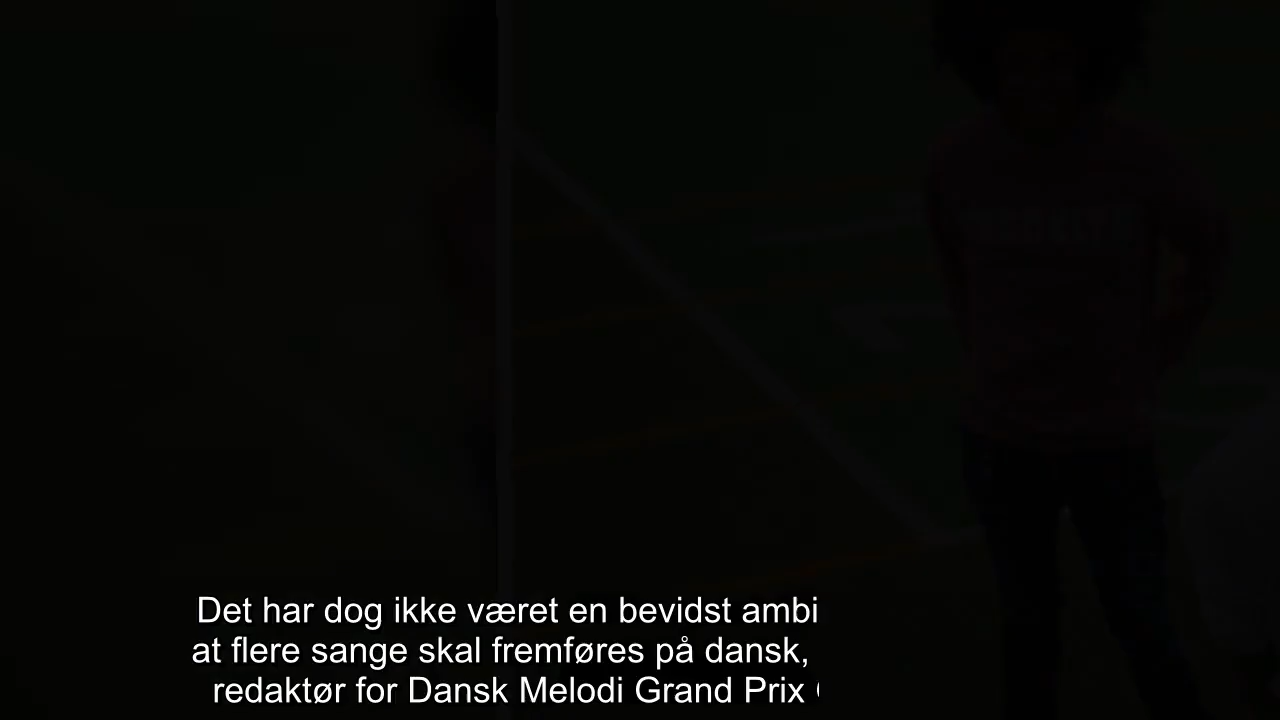 Det har dog ikke været en bevidst
at flere sange skal fremføres på dansk,
redaktør for Dansk Melodi Grand Prix